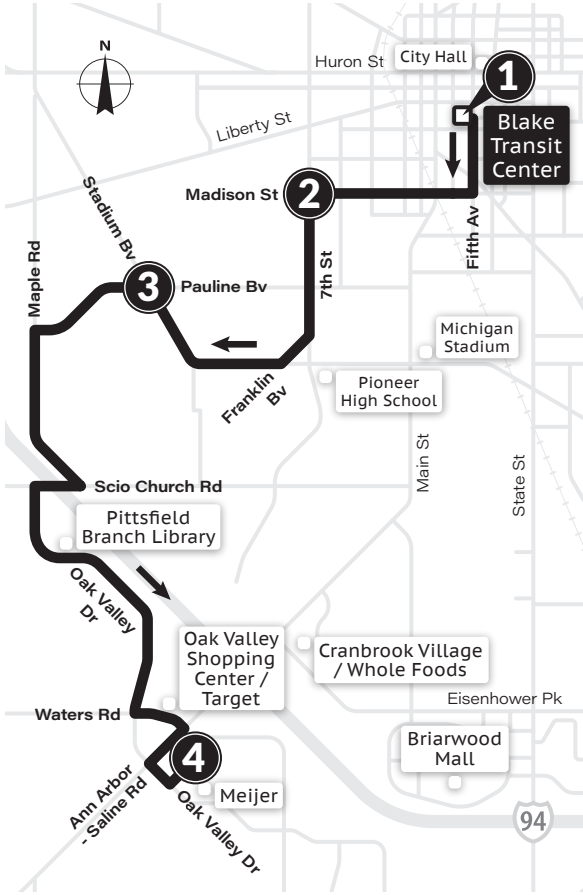 N
Huron St
City Hall
1
Blake
Transit
Center
Liberty St
Madison St
2
Fifth Av
Stadium Bv
Maple Rd
3
Pauline Bv
7th St
Michigan
Stadium
Franklin
Bv
Pioneer
High School
Main St
State St
Scio Church Rd
Pittsfield
Branch Library
Oak Valley
Dr
Oak Valley
Shopping
Center /
Target
Cranbrook Village
/ Whole Foods
Waters Rd
Eisenhower Pk
Briarwood
Mall
4
Meijer
Ann Arbor
- Saline Rd
Oak Valley Dr
94